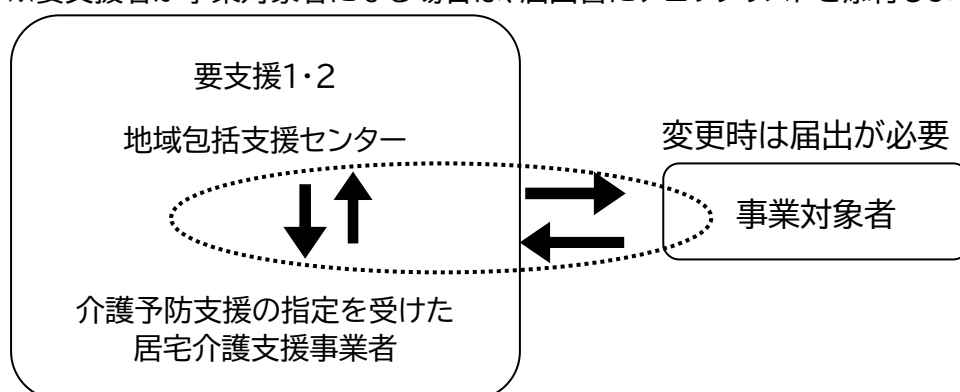 要支援1・2
地域包括支援センター
変更時は届出が必要
事業対象者
介護予防支援の指定を受けた
居宅介護支援事業者